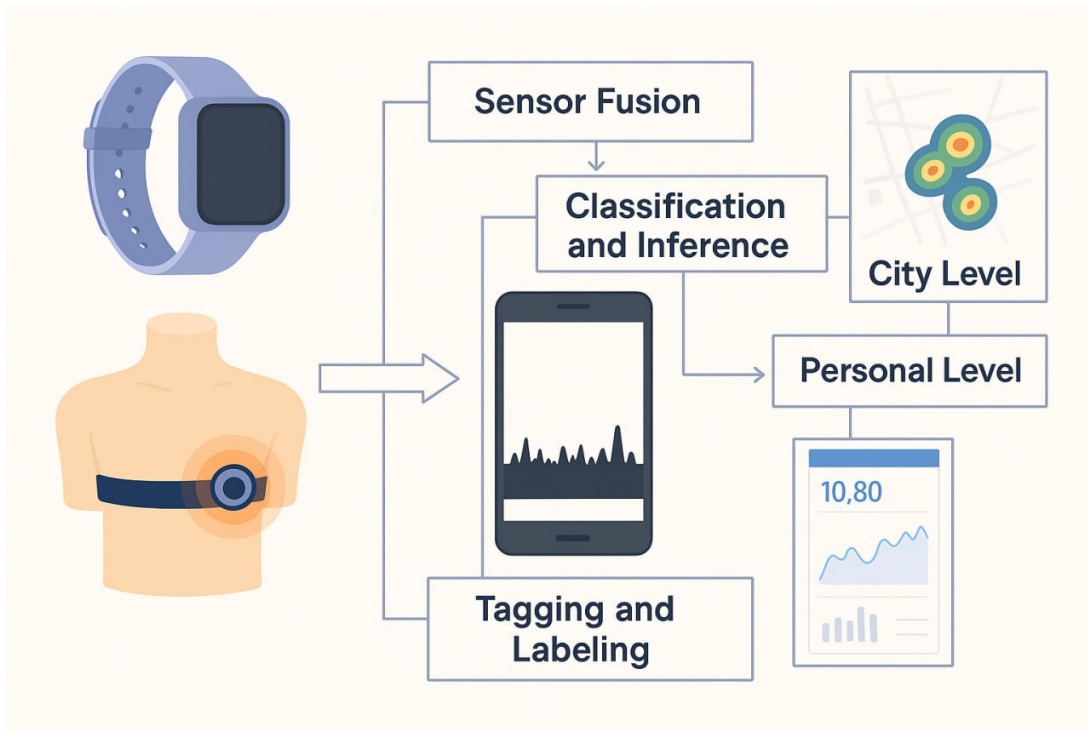 Sensor Fusion
Classification
and Inference
City Level
Personal Level
10,80
Tagging and
Labeling